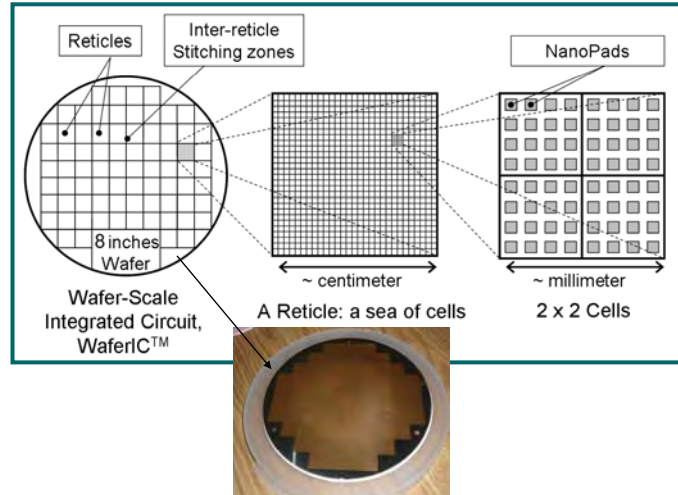 Reticles
Inter-reticle
Stitching zones
NanoPads
8 inches
Wafer
~ centimeter
~ millimeter
Wafer-Scale
Integrated Circuit,
WaferIC™
A Reticle: a sea of cells
2 x 2 Cells